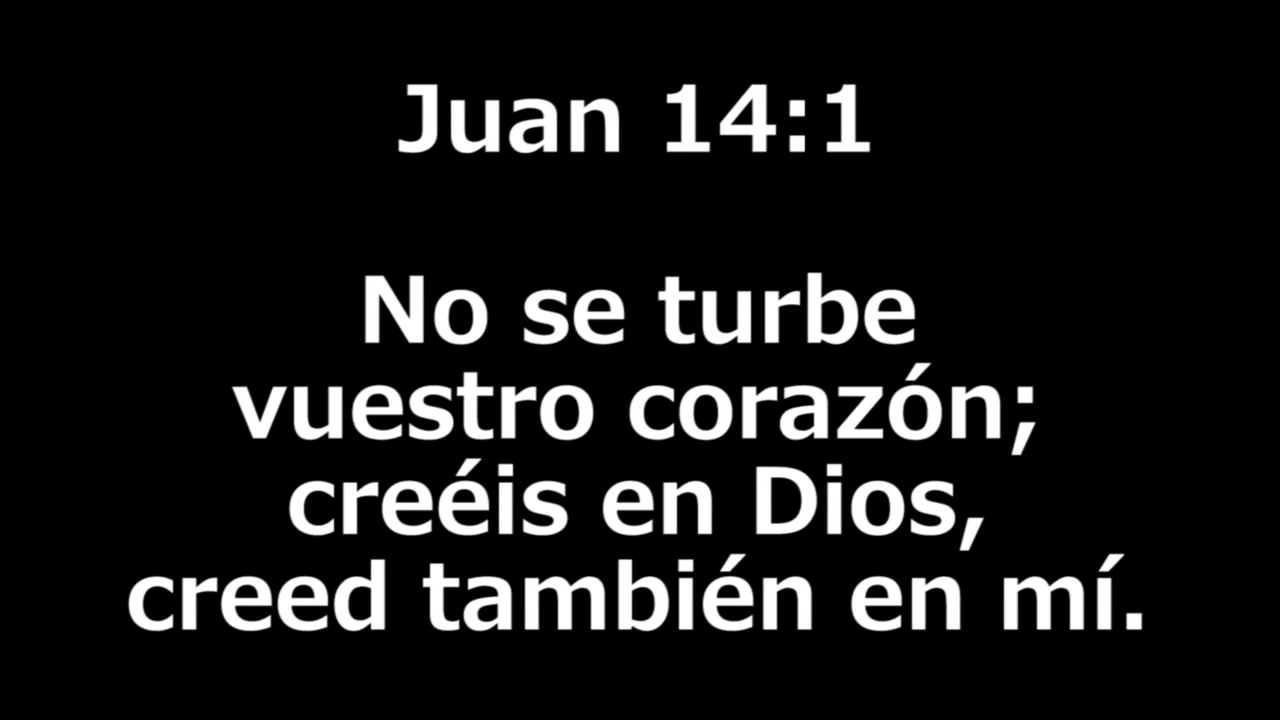 Juan 14:1
No se turbe
vuestro corazón;
creéis en Dios,
creed también en mí.